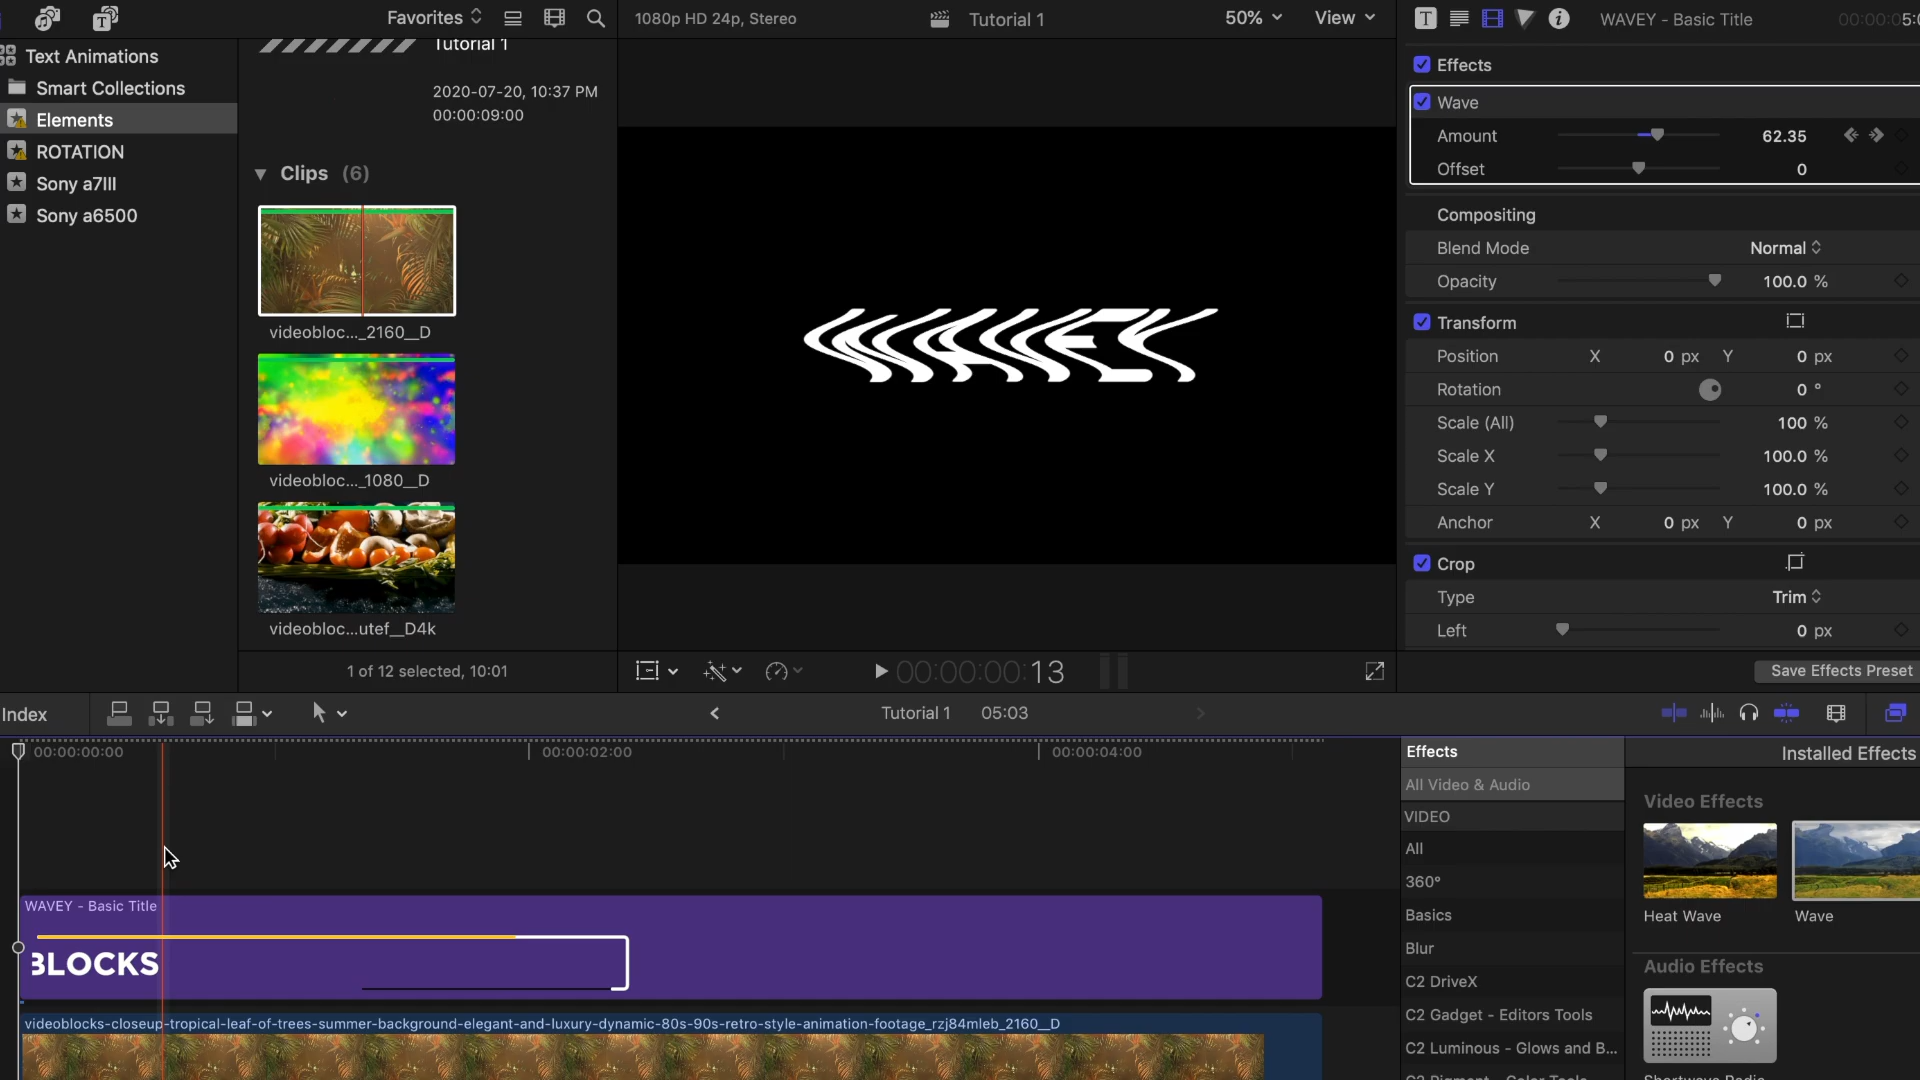 Favorites
1080p HD 24p, Stereo
Tutorial 1
50%
View
WAVEY - Basic Title
00:00:05:0
Text Animations
Smart Collections
Elements
ROTATION
Sony a7III
Sony a6500
Tutorial 1
2020-07-20, 10:37 PM
00:00:09:00
Clips (6)
videobloc..._2160__D
videobloc..._1080__D
videobloc...utef__D4k
1 of 12 selected, 10:01
WAVEY
00:00:00:13
Effects
Wave
Amount 62.35
Offset 0
Compositing
Blend Mode Normal
Opacity 100.0 %
Transform
Position X 0 px Y 0 px
Rotation 0 °
Scale (All) 100 %
Scale X 100.0 %
Scale Y 100.0 %
Anchor X 0 px Y 0 px
Crop
Type Trim
Left 0 px
Save Effects Preset
Index
Tutorial 1 05:03
00:00:00:00
00:00:02:00
00:00:04:00
WAVEY - Basic Title
BLOCKS
videoblocks-closeup-tropical-leaf-of-trees-summer-background-elegant-and-luxury-dynamic-80s-90s-retro-style-animation-footage_rzj84mleb_2160__D
Effects
Installed Effects
All Video & Audio
VIDEO
All
360°
Basics
Blur
C2 DriveX
C2 Gadget - Editors Tools
C2 Luminous - Glows and B...
Video Effects
Heat Wave
Wave
Audio Effects